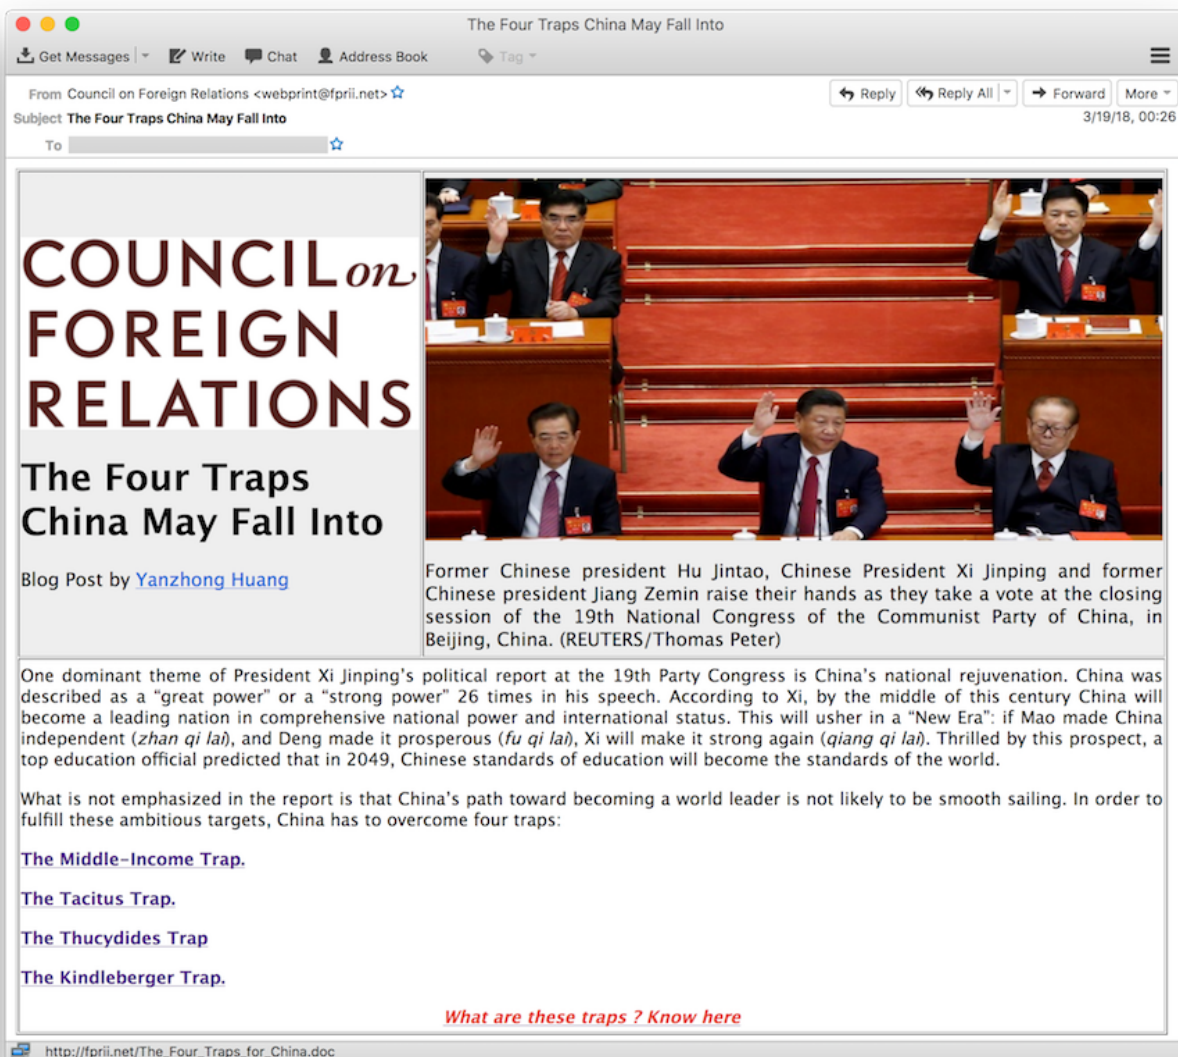 The Four Traps China May Fall Into
Get Messages Write Chat Address Book Tag
From Council on Foreign Relations <webprint@fprii.net>
Reply Reply All Forward More
Subject The Four Traps China May Fall Into
3/19/18, 00:26
To
COUNCIL on
FOREIGN
RELATIONS
The Four Traps
China May Fall Into
Blog Post by Yanzhong Huang
Former Chinese president Hu Jintao, Chinese President Xi Jinping and former
Chinese president Jiang Zemin raise their hands as they take a vote at the closing
session of the 19th National Congress of the Communist Party of China, in
Beijing, China. (REUTERS/Thomas Peter)
One dominant theme of President Xi Jinping's political report at the 19th Party Congress is China's national rejuvenation. China was
described as a “great power” or a “strong power” 26 times in his speech. According to Xi, by the middle of this century China will
become a leading nation in comprehensive national power and international status. This will usher in a “New Era”: if Mao made China
independent (zhan qi lai), and Deng made it prosperous (fu qi lai), Xi will make it strong again (qiang qi lai). Thrilled by this prospect, a
top education official predicted that in 2049, Chinese standards of education will become the standards of the world.
What is not emphasized in the report is that China's path toward becoming a world leader is not likely to be smooth sailing. In order to
fulfill these ambitious targets, China has to overcome four traps:
The Middle-Income Trap.
The Tacitus Trap.
The Thucydides Trap
The Kindleberger Trap.
What are these traps ? Know here
http://fprii.net/The_Four_Traps_for_China.doc